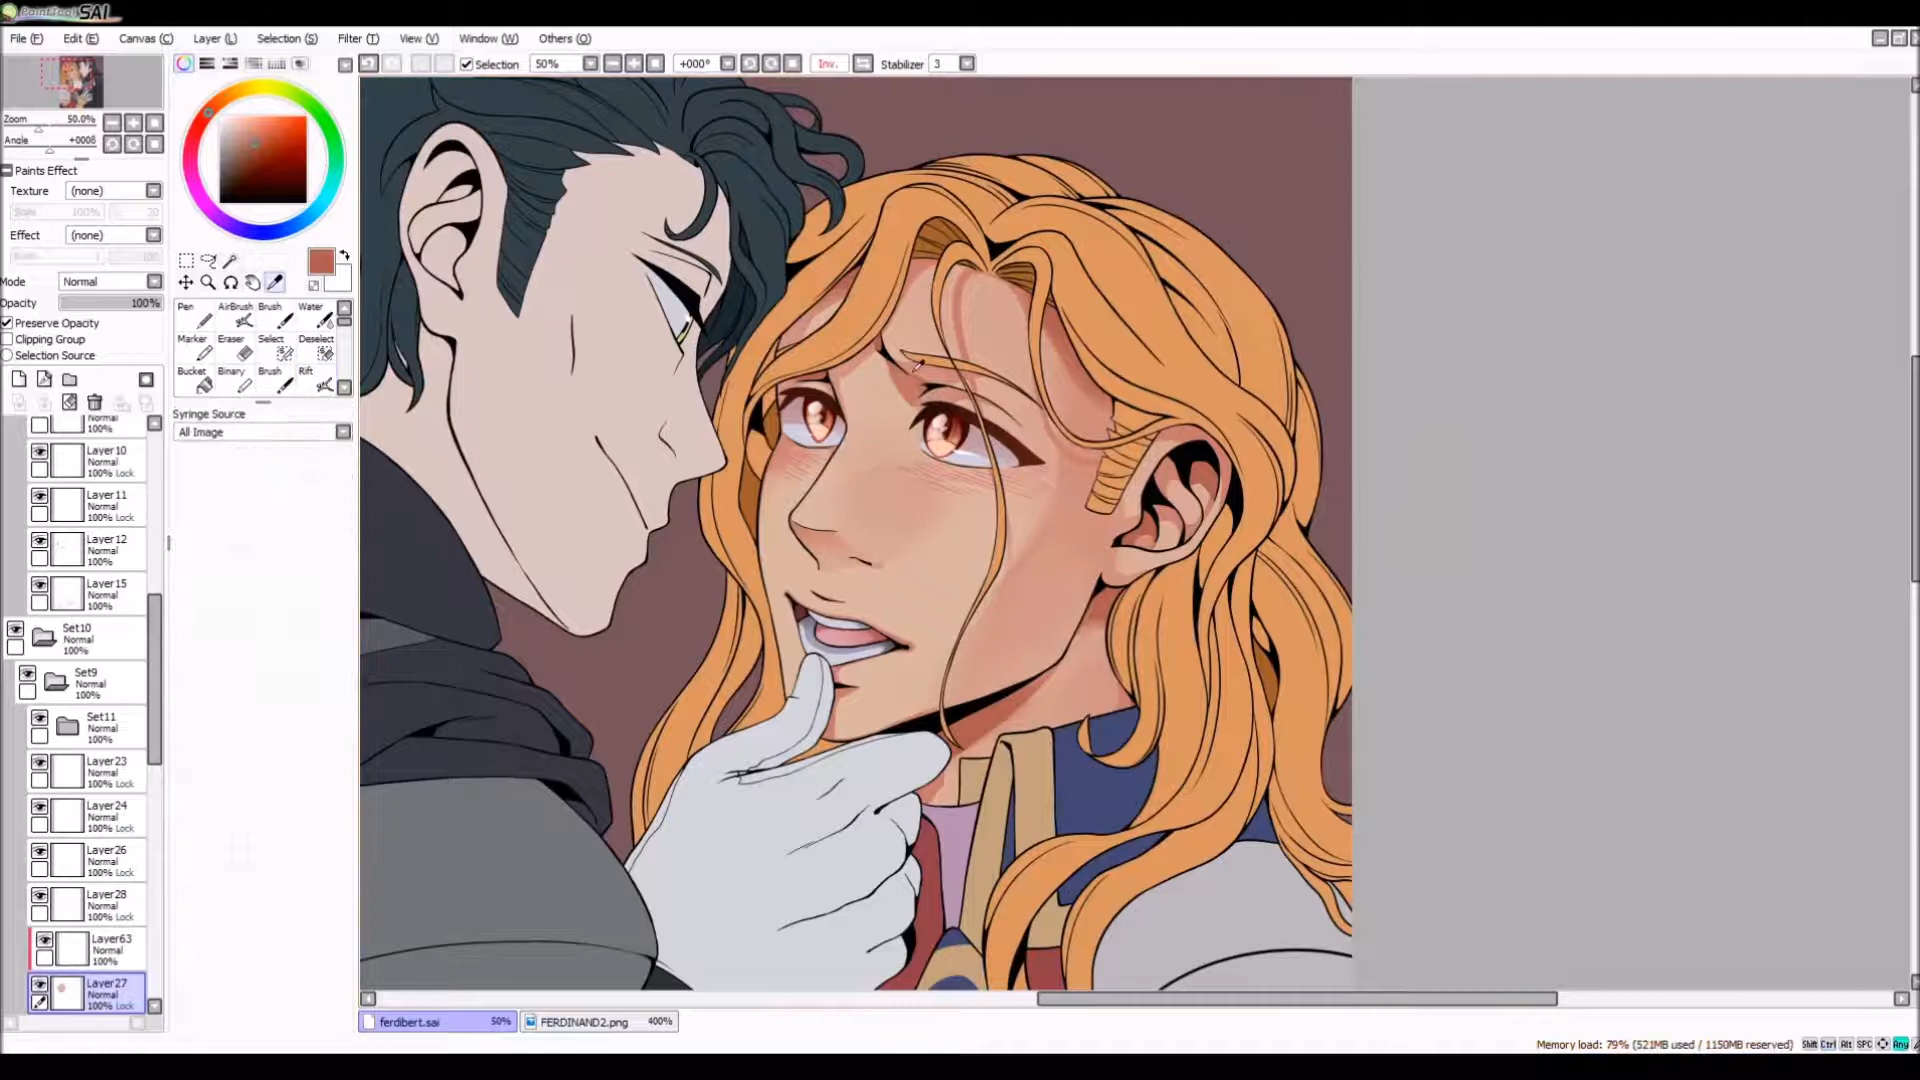 PaintTool SAI
File (F) Edit (E) Canvas (C) Layer (L) Selection (S) Filter (T) View (V) Window (W) Others (O)
Selection 50% +000° Inv. Stabilizer 3
Zoom 50.0%
Angle +000ß
Paints Effect
Texture (none)
Scale 100% 20
Effect (none)
100
Mode Normal
Opacity 100%
Preserve Opacity
Clipping Group
Selection Source
Pen AirBrush Brush Water
Marker Eraser Select Deselect
Bucket Binary Brush Rift
Syringe Source
All Image
Normal
100%
Layer10
Normal
100% Lock
Layer11
Normal
100% Lock
Layer12
Normal
100%
Layer15
Normal
100%
Set10
Normal
100%
Set9
Normal
100%
Set11
Normal
100%
Layer23
Normal
100% Lock
Layer24
Normal
100% Lock
Layer26
Normal
100% Lock
Layer28
Normal
100% Lock
Layer63
Normal
100%
Layer27
Normal
100% Lock
ferdibert.sai 50% FERDINAND2.png 400%
Memory load: 79% (521MB used / 1150MB reserved) Shift Ctrl Alt SPC Any